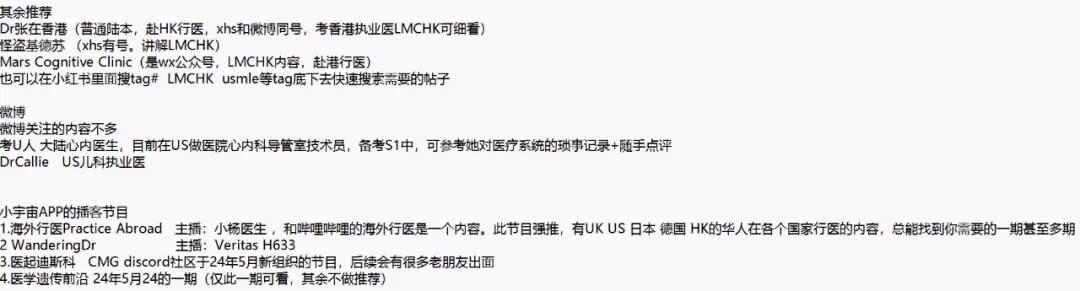 其余推荐
Dr张在香港（普通陆本，赴HK行医，xhs和微博同号，考香港执业医LMCHK可细看）
怪盗基德苏 （xhs有号。讲解LMCHK）
Mars Cognitive Clinic（是wx公众号，LMCHK内容，赴港行医）
也可以在小红书里面搜tag# LMCHK usmle等tag底下去快速搜索需要的帖子
微博
微博关注的内容不多
考U人 大陆心内医生，目前在US做医院心内科导管室技术员，备考S1中，可参考她对医疗系统的琐事记录+随手点评
DrCallie US儿科执业医
小宇宙APP的播客节目
1.海外行医Practice Abroad 主播：小杨医生 ，和哔哩哔哩的海外行医是一个内容。此节目强推，有UK US 日本 德国 HK的华人在各个国家行医的内容，总能找到你需要的一期甚至多期
2 WanderingDr 主播：Veritas H633
3.医起迪斯科 CMG discord社区于24年5月新组织的节目，后续会有很多老朋友出面
4.医学遗传前沿 24年5月24的一期（仅此一期可看，其余不做推荐）